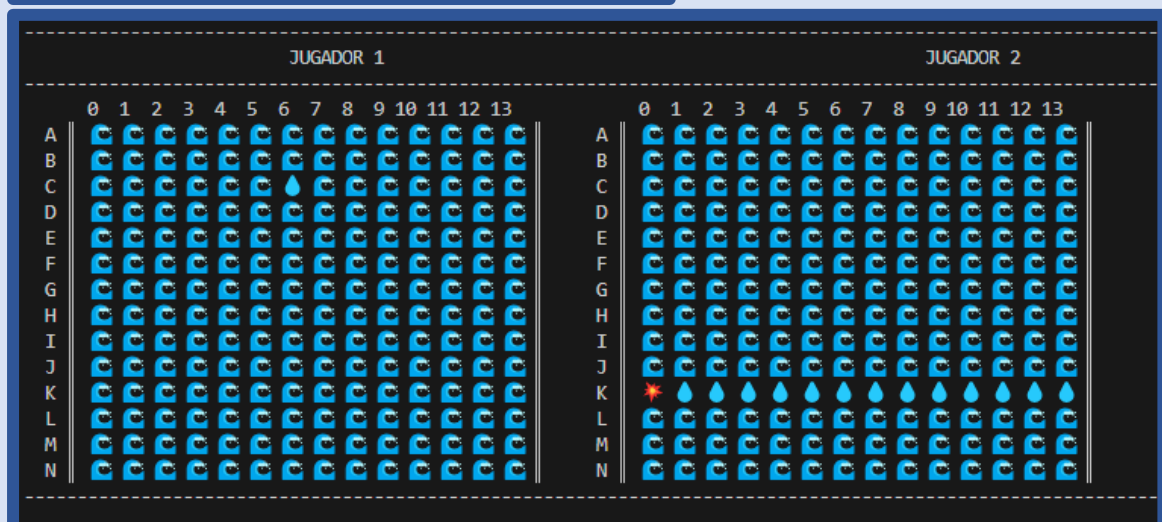 JUGADOR 1 JUGADOR 2
0 1 2 3 4 5 6 7 8 9 10 11 12 13 0 1 2 3 4 5 6 7 8 9 10 11 12 13
A A
B B
C C
D D
E E
F F
G G
H H
I I
J J
K K
L L
M M
N N